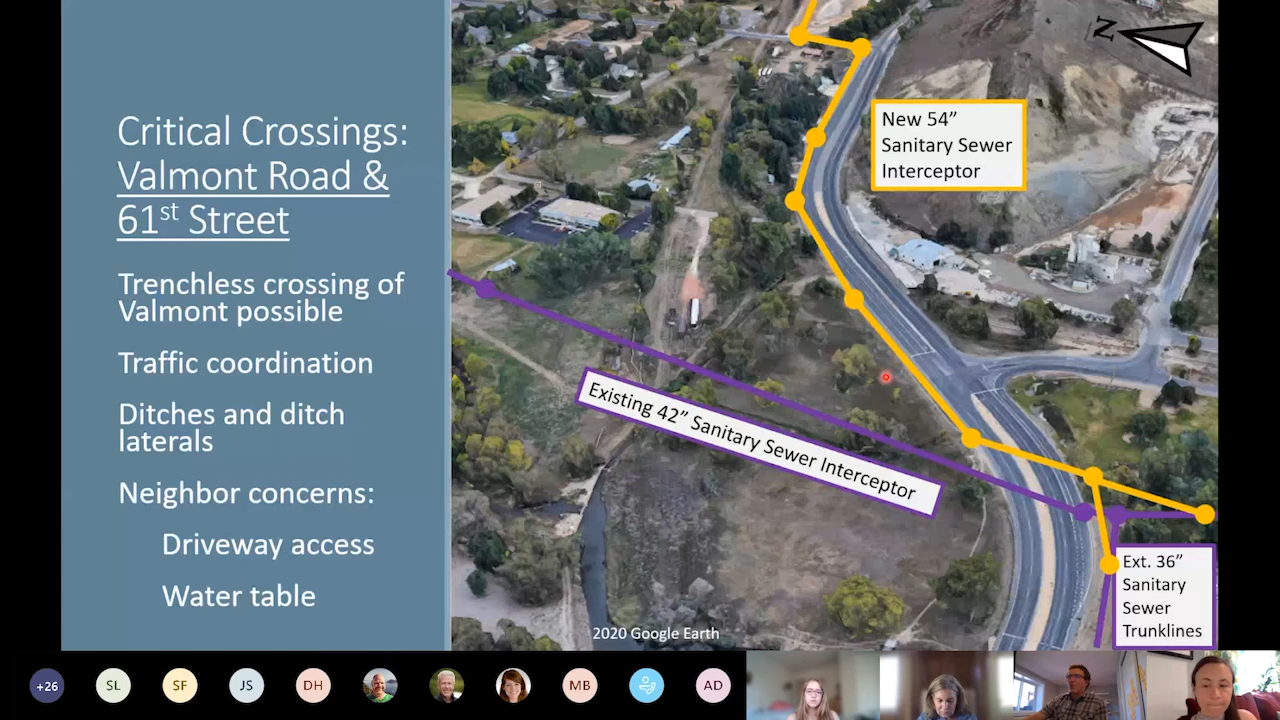 Critical Crossings:
Valmont Road &
61st Street
Trenchless crossing of
Valmont possible
Traffic coordination
Ditches and ditch
laterals
Neighbor concerns:
Driveway access
Water table
N
New 54”
Sanitary Sewer
Interceptor
Existing 42” Sanitary Sewer Interceptor
Ext. 36”
Sanitary
Sewer
Trunklines
2020 Google Earth
+26
SL
SF
JS
DH
MB
AD